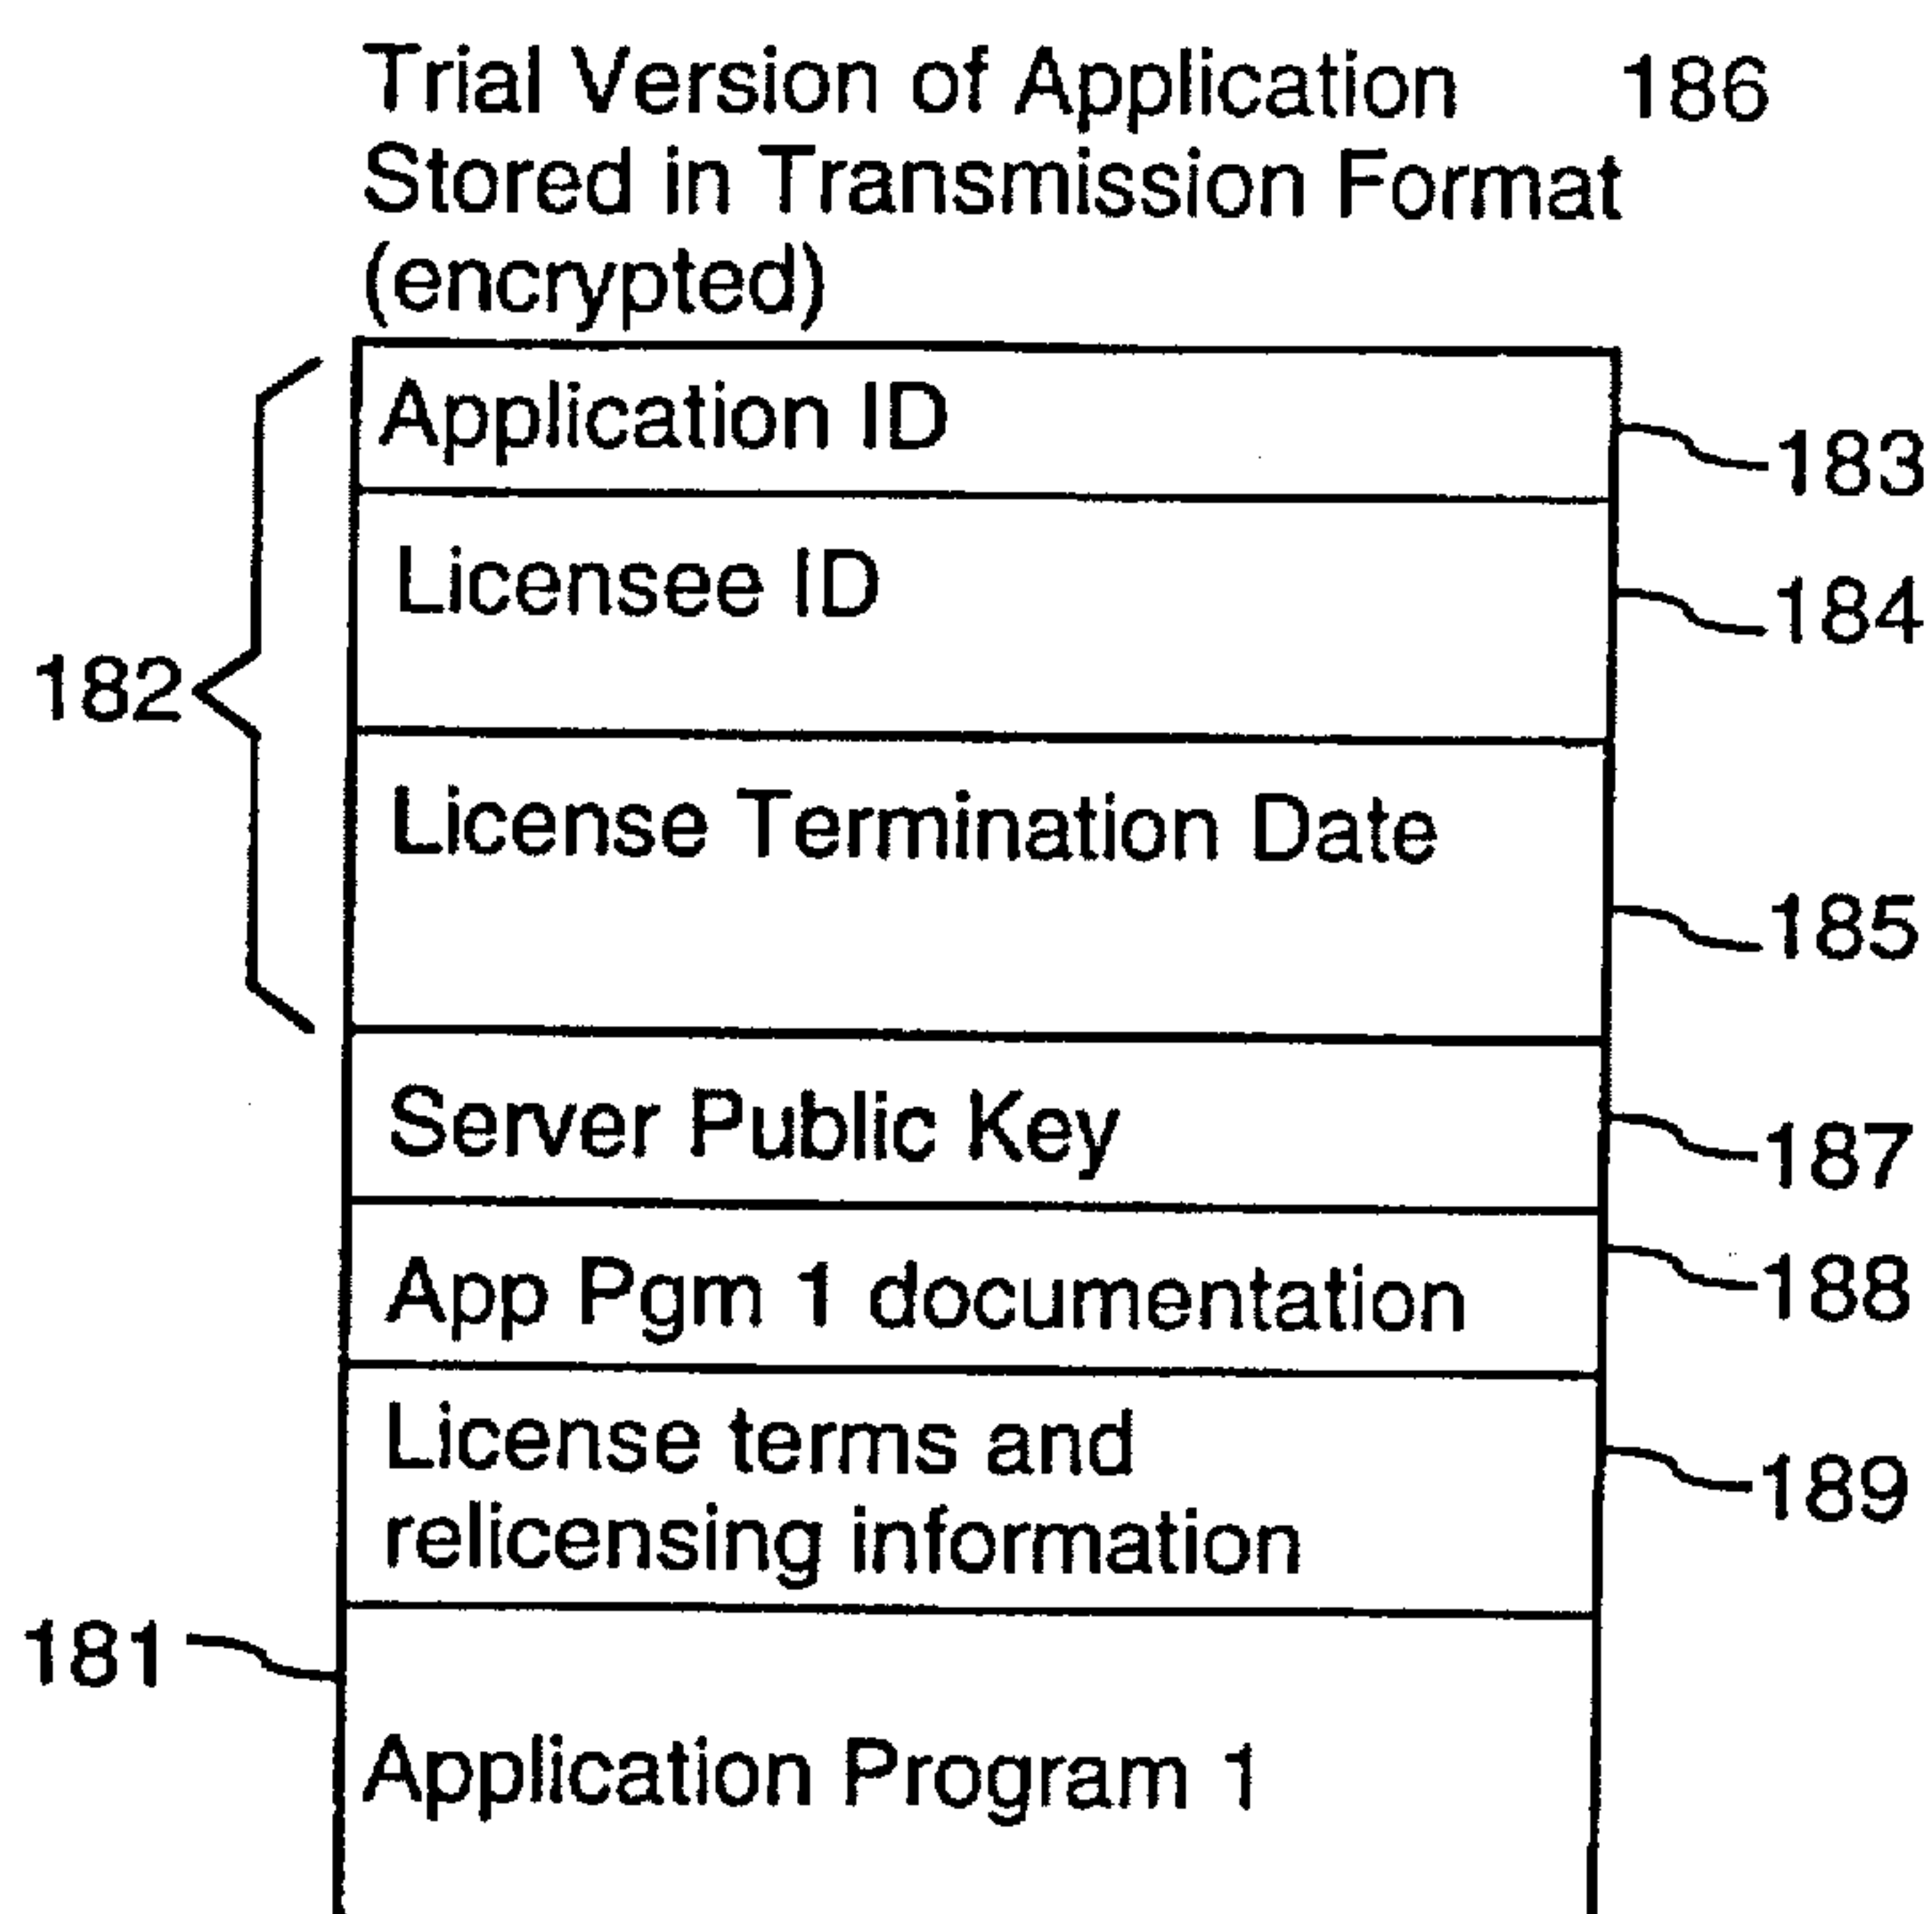 Trial Version of Application 186
Stored in Transmission Format
(encrypted)
Application ID
183
Licensee ID
184
182
License Termination Date
185
Server Public Key
187
App Pgm 1 documentation
188
License terms and
189
relicensing information
181
Application Program 1